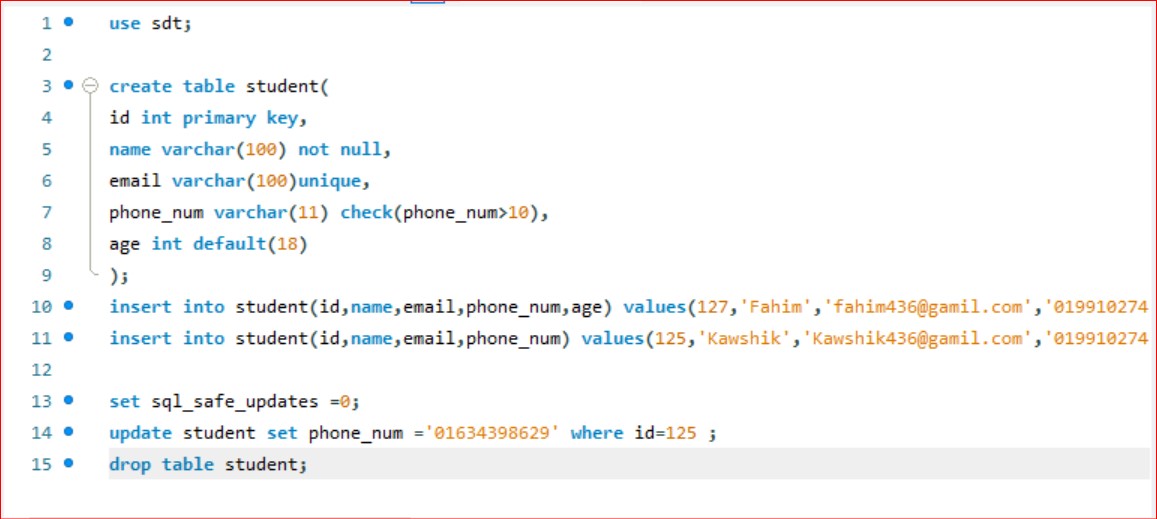 1 use sdt;
2
3 create table student(
4 id int primary key,
5 name varchar(100) not null,
6 email varchar(100)unique,
7 phone_num varchar(11) check(phone_num>10),
8 age int default(18)
9 );
10 insert into student(id,name,email,phone_num,age) values(127,'Fahim','fahim436@gamil.com','019910274
11 insert into student(id,name,email,phone_num) values(125,'Kawshik','Kawshik436@gamil.com','019910274
12
13 set sql_safe_updates =0;
14 update student set phone_num ='01634398629' where id=125 ;
15 drop table student;